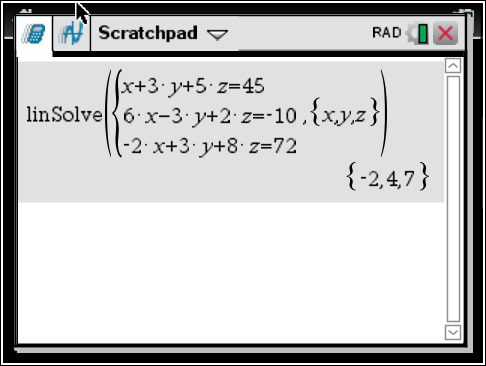 Scratchpad RAD
x+3·y+5·z=45
linSolve({6·x−3·y+2·z=-10 ,{x,y,z})
-2·x+3·y+8·z=72
{-2,4,7}